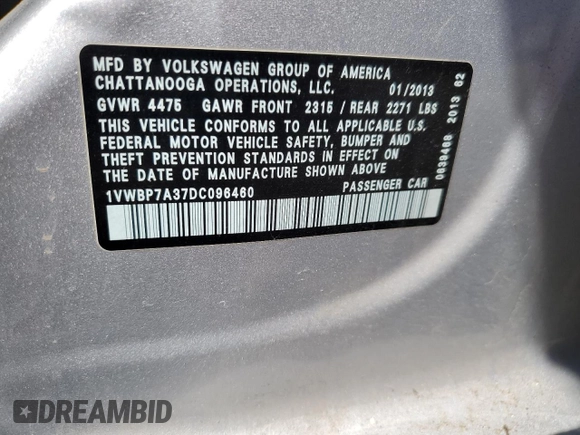 MFD BY VOLKSWAGEN GROUP OF AMERICA
CHATTANOOGA OPERATIONS, LLC. 01/2013
GVWR 4475 GAWR FRONT 2315 / REAR 2271 LBS
THIS VEHICLE CONFORMS TO ALL APPLICABLE U.S.
FEDERAL MOTOR VEHICLE SAFETY, BUMPER AND
THEFT PREVENTION STANDARDS IN EFFECT ON
THE DATE OF MANUFACTURE SHOWN ABOVE
1VWBP7A37DC096460 PASSENGER CAR
2013 02
DREAMBID